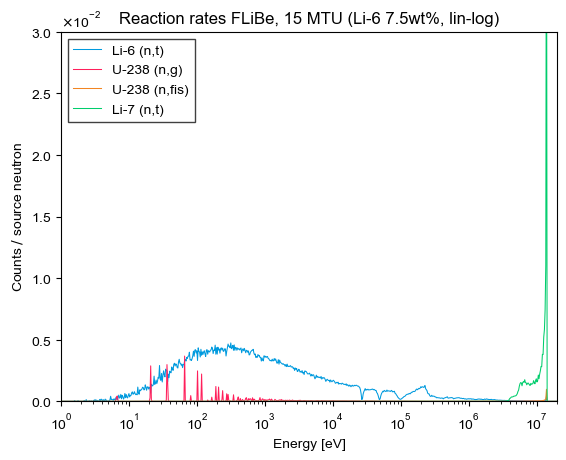 Reaction rates FLiBe, 15 MTU (Li-6 7.5wt%, lin-log)
×10⁻²
Li-6 (n,t)
U-238 (n,g)
U-238 (n,fis)
Li-7 (n,t)
3.0
2.5
2.0
1.5
1.0
0.5
0.0
Counts / source neutron
10⁰ 10¹ 10² 10³ 10⁴ 10⁵ 10⁶ 10⁷
Energy [eV]